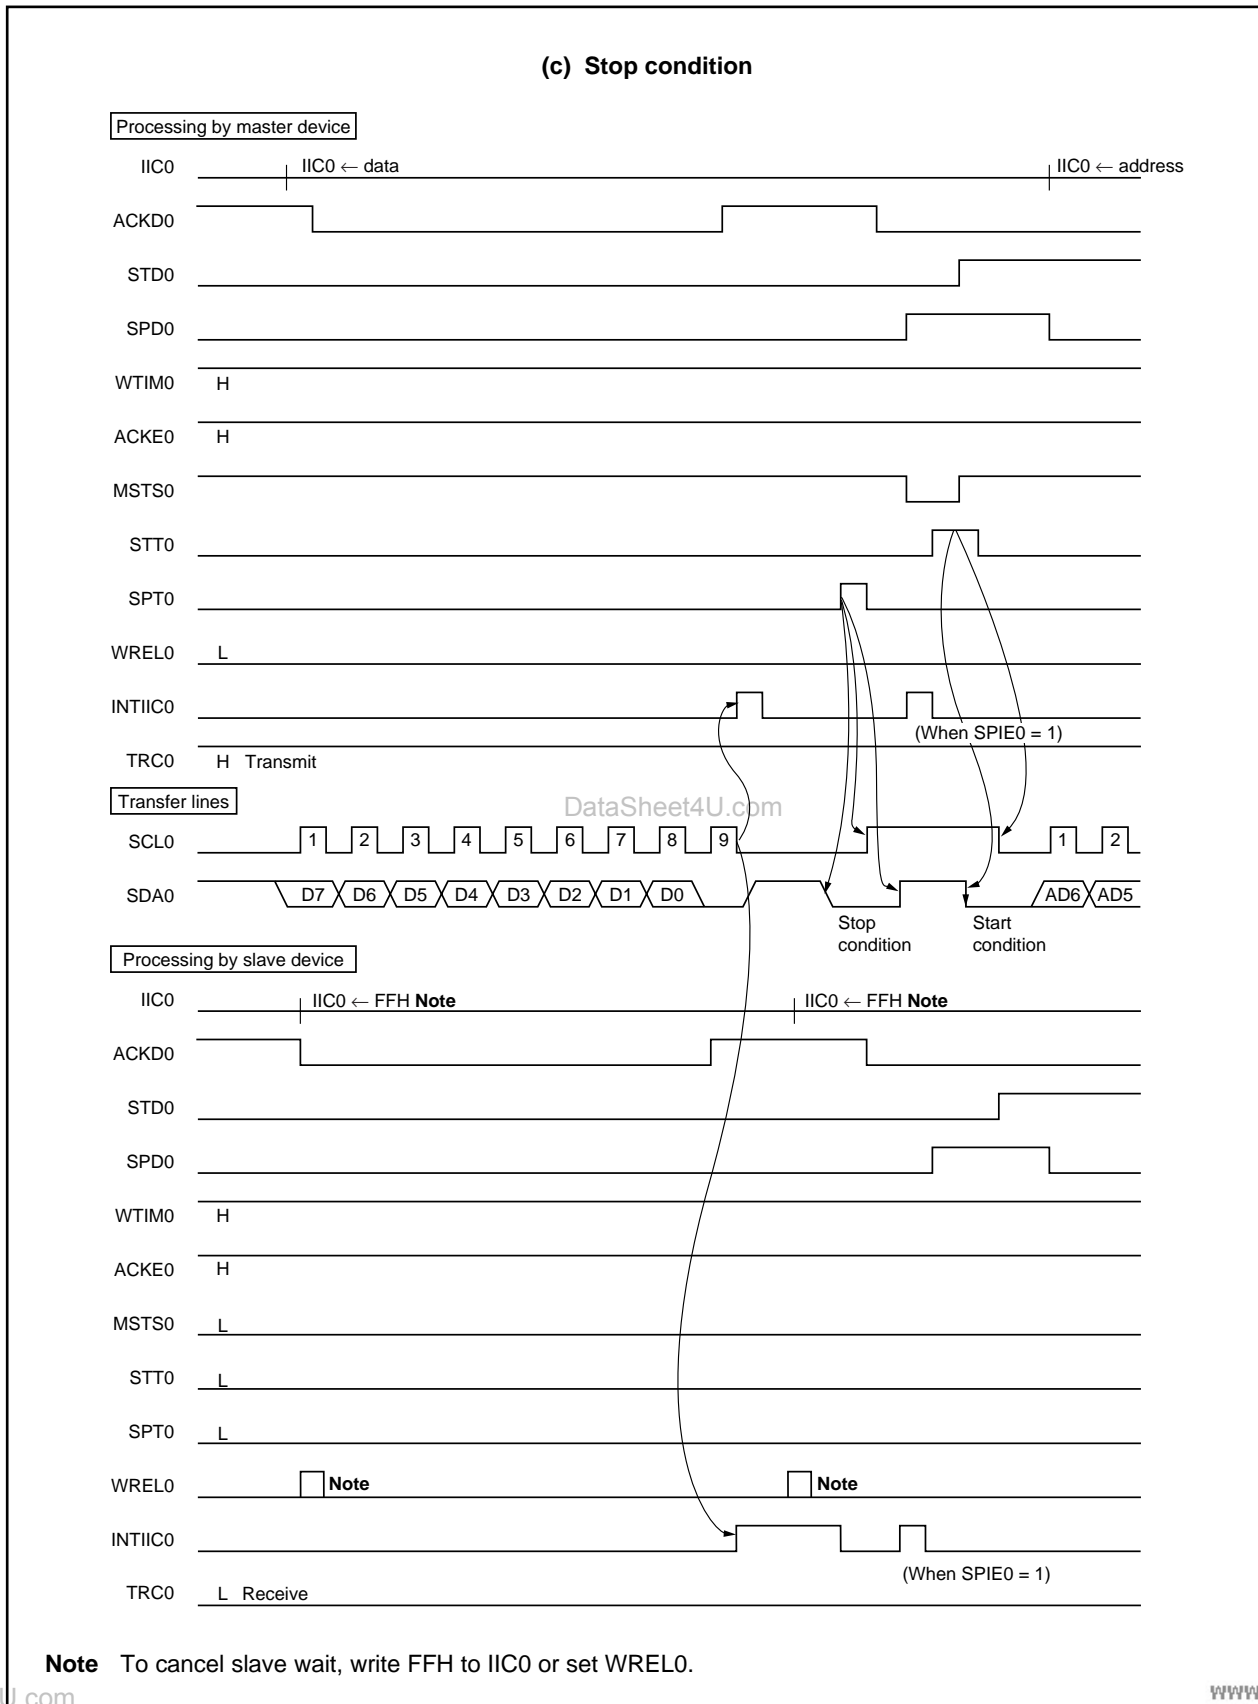 (c) Stop condition
Processing by master device
IIC0 IIC0 ← data IIC0 ← address
ACKD0
STD0
SPD0
WTIM0 H
ACKE0 H
MSTS0
STT0
SPT0
WREL0 L
INTIIC0
(When SPIE0 = 1)
TRC0 H Transmit
Transfer lines
DataSheet4U.com
SCL0 1 2 3 4 5 6 7 8 9 1 2
SDA0 D7 D6 D5 D4 D3 D2 D1 D0 AD6 AD5
Stop Start
condition condition
Processing by slave device
IIC0 IIC0 ← FFH Note IIC0 ← FFH Note
ACKD0
STD0
SPD0
WTIM0 H
ACKE0 H
MSTS0 L
STT0 L
SPT0 L
WREL0 Note Note
INTIIC0
(When SPIE0 = 1)
TRC0 L Receive
Note To cancel slave wait, write FFH to IIC0 or set WREL0.